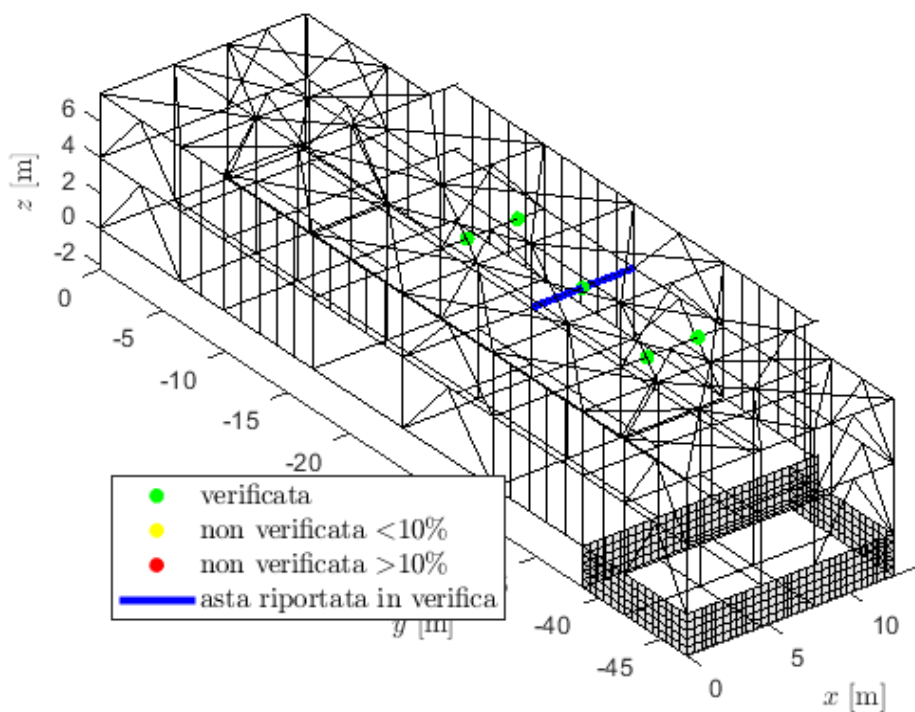 6
4
2
0
-2
z [m]
0
-5
-10
-15
-20
-40
-45
y [m]
0
5
10
x [m]
verificata
non verificata <10%
non verificata >10%
asta riportata in verifica